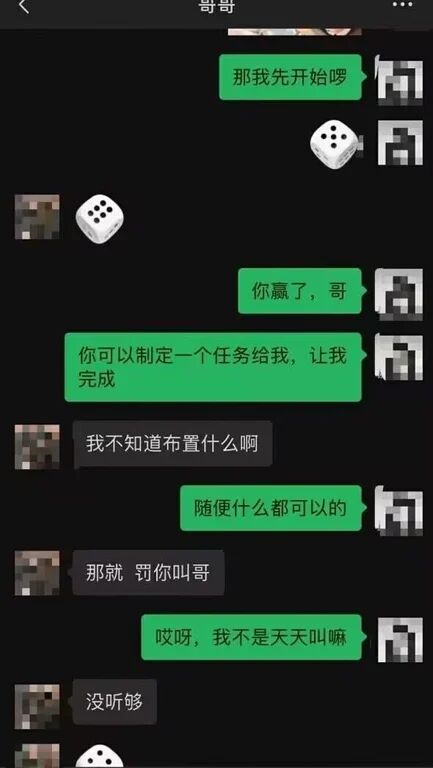 哥哥
那我先开始啰
你赢了，哥
你可以制定一个任务给我，让我
完成
我不知道布置什么啊
随便什么都可以的
那就 罚你叫哥
哎呀，我不是天天叫嘛
没听够